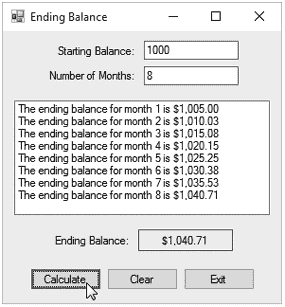 Ending Balance
Starting Balance: 1000
Number of Months: 8
The ending balance for month 1 is $1,005.00
The ending balance for month 2 is $1,010.03
The ending balance for month 3 is $1,015.08
The ending balance for month 4 is $1,020.15
The ending balance for month 5 is $1,025.25
The ending balance for month 6 is $1,030.38
The ending balance for month 7 is $1,035.53
The ending balance for month 8 is $1,040.71
Ending Balance: $1,040.71
Calculate Clear Exit